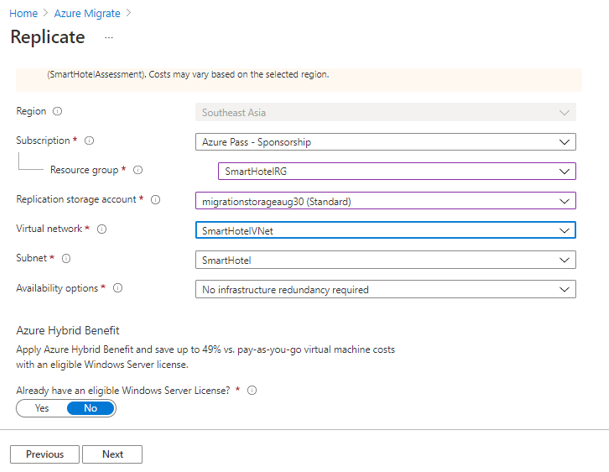 Home > Azure Migrate >
Replicate ...
(SmartHotelAssessment). Costs may vary based on the selected region.
Region
Southeast Asia
Subscription *
Azure Pass - Sponsorship
Resource group *
SmartHotelRG
Replication storage account *
migrationstorageaug30 (Standard)
Virtual network *
SmartHotelVNet
Subnet *
SmartHotel
Availability options *
No infrastructure redundancy required
Azure Hybrid Benefit
Apply Azure Hybrid Benefit and save up to 49% vs. pay-as-you-go virtual machine costs
with an eligible Windows Server license.
Already have an eligible Windows Server License? *
Yes No
Previous Next